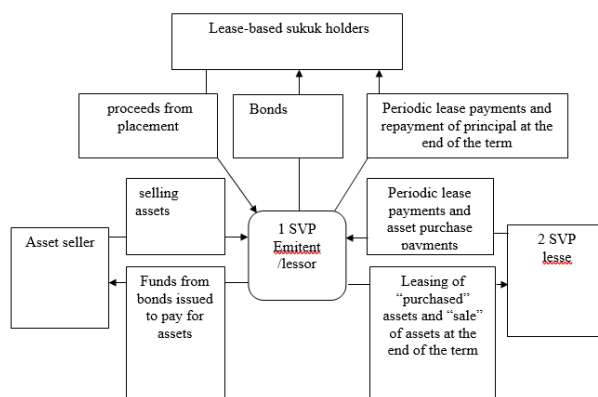 Lease-based sukuk holders
proceeds from
placement
Bonds
Periodic lease payments and
repayment of principal at the
end of the term
selling
assets
1 SVP
Emitent
/lessor
Periodic lease
payments and
asset purchase
payments
Asset seller
2 SVP
lesse
Funds from
bonds issued
to pay for
assets
Leasing of
“purchased”
assets and “sale”
of assets at the
end of the term